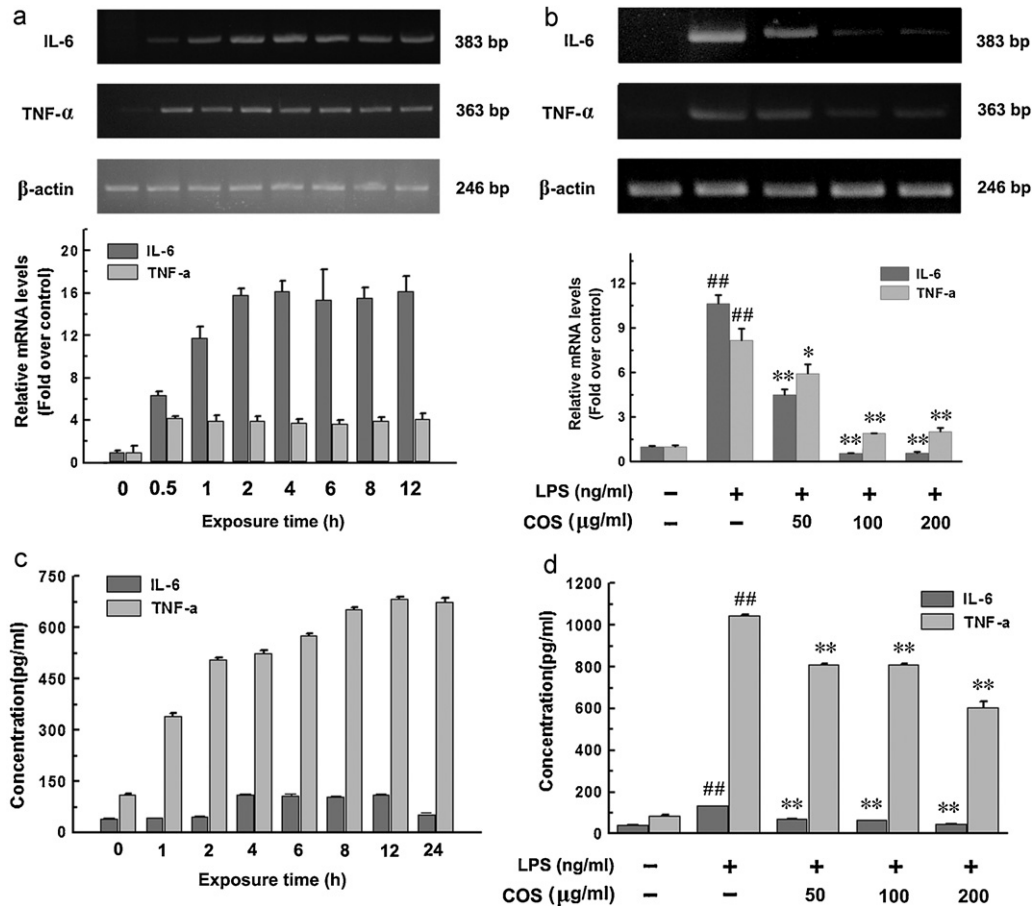 a
IL-6 383 bp
TNF-α 363 bp
β-actin 246 bp
Relative mRNA levels
(Fold over control)
20
16
12
8
4
0
IL-6
TNF-a
0 0.5 1 2 4 6 8 12
Exposure time (h)
b
IL-6 383 bp
TNF-α 363 bp
β-actin 246 bp
Relative mRNA levels
(Fold over control)
12
9
6
3
0
IL-6
TNF-a
## ## ** * ** ** ** **
LPS (ng/ml) − + + + +
COS (μg/ml) − − 50 100 200
c
Concentration(pg/ml)
750
600
450
300
150
0
IL-6
TNF-a
0 1 2 4 6 8 12 24
Exposure time (h)
d
Concentration(pg/ml)
1200
1000
800
600
400
200
0
IL-6
TNF-a
## ## ** ** ** ** ** **
LPS (ng/ml) − + + + +
COS (μg/ml) − − 50 100 200